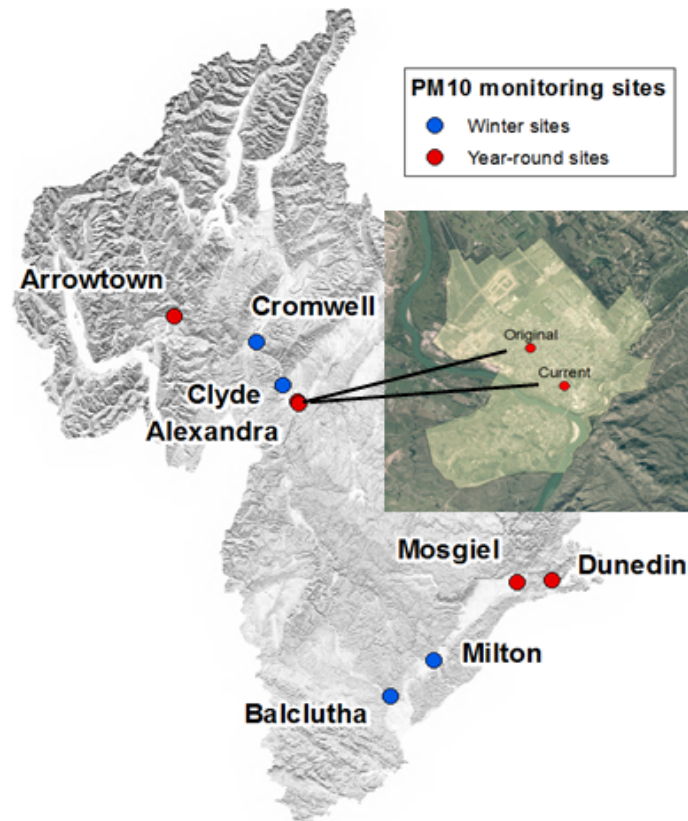 PM10 monitoring sites
Winter sites
Year-round sites
Arrowtown
Cromwell
Original
Current
Clyde
Alexandra
Mosgiel
Dunedin
Milton
Balclutha